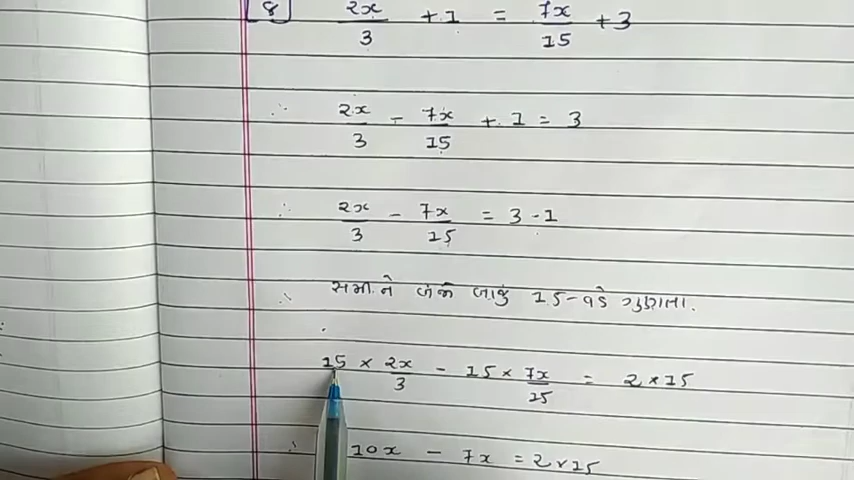 8 2x/3 + 1 = 7x/15 + 3
∴ 2x/3 - 7x/15 + 1 = 3
∴ 2x/3 - 7x/15 = 3 - 1
∴ સમી.ને બંને બાજુ 15-વડે ગુણતા.
15 × 2x/3 - 15 × 7x/15 = 2 × 15
∴ 10x - 7x = 2 × 15